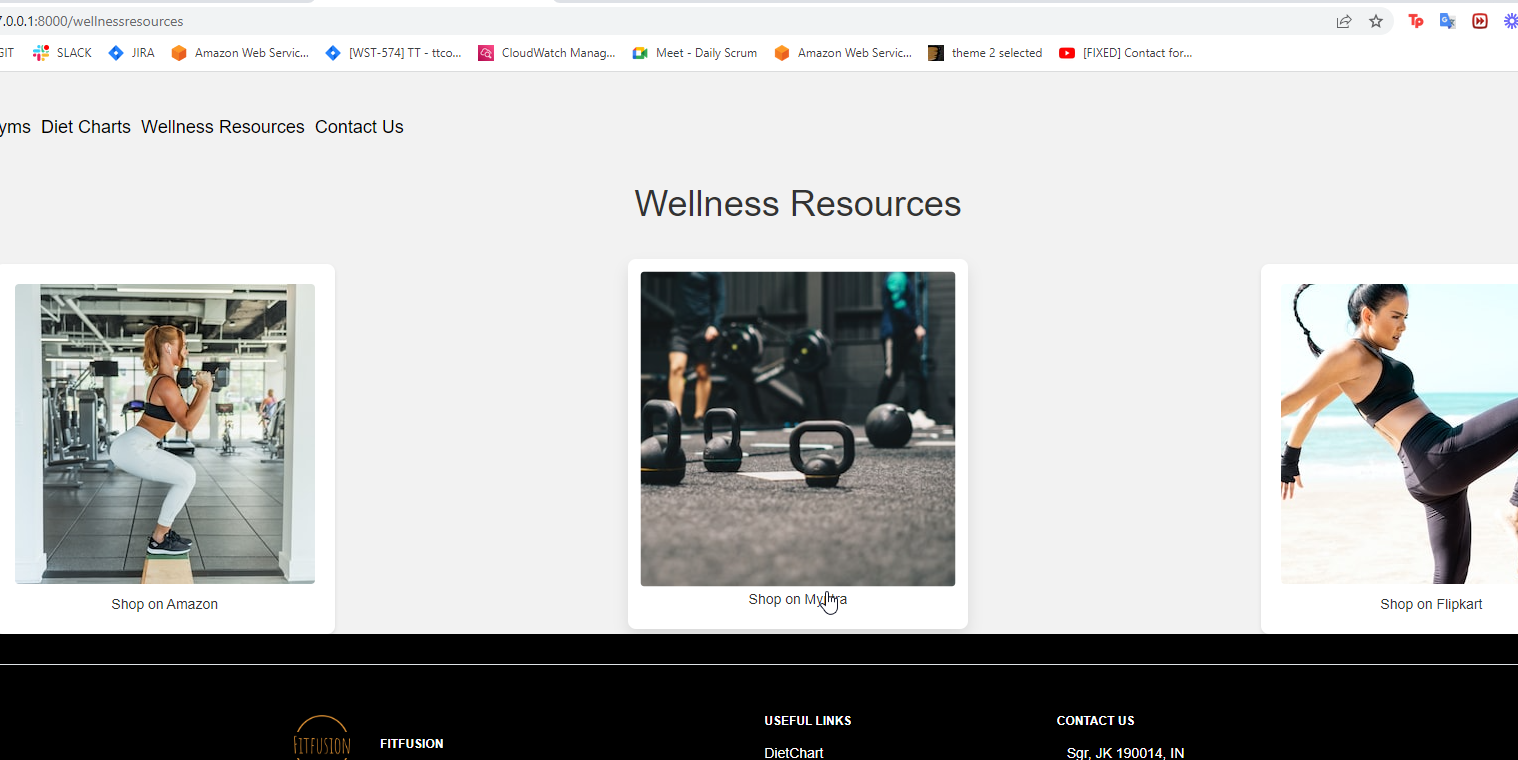 7.0.0.1:8000/wellnessresources
GIT SLACK JIRA Amazon Web Servic... [WST-574] TT - ttco... CloudWatch Manag... Meet - Daily Scrum Amazon Web Servic... theme 2 selected [FIXED] Contact for...
yms Diet Charts Wellness Resources Contact Us
Wellness Resources
Shop on Amazon
Shop on Myntra
Shop on Flipkart
FITFUSION
FITFUSION
USEFUL LINKS
DietChart
CONTACT US
Sgr, JK 190014, IN